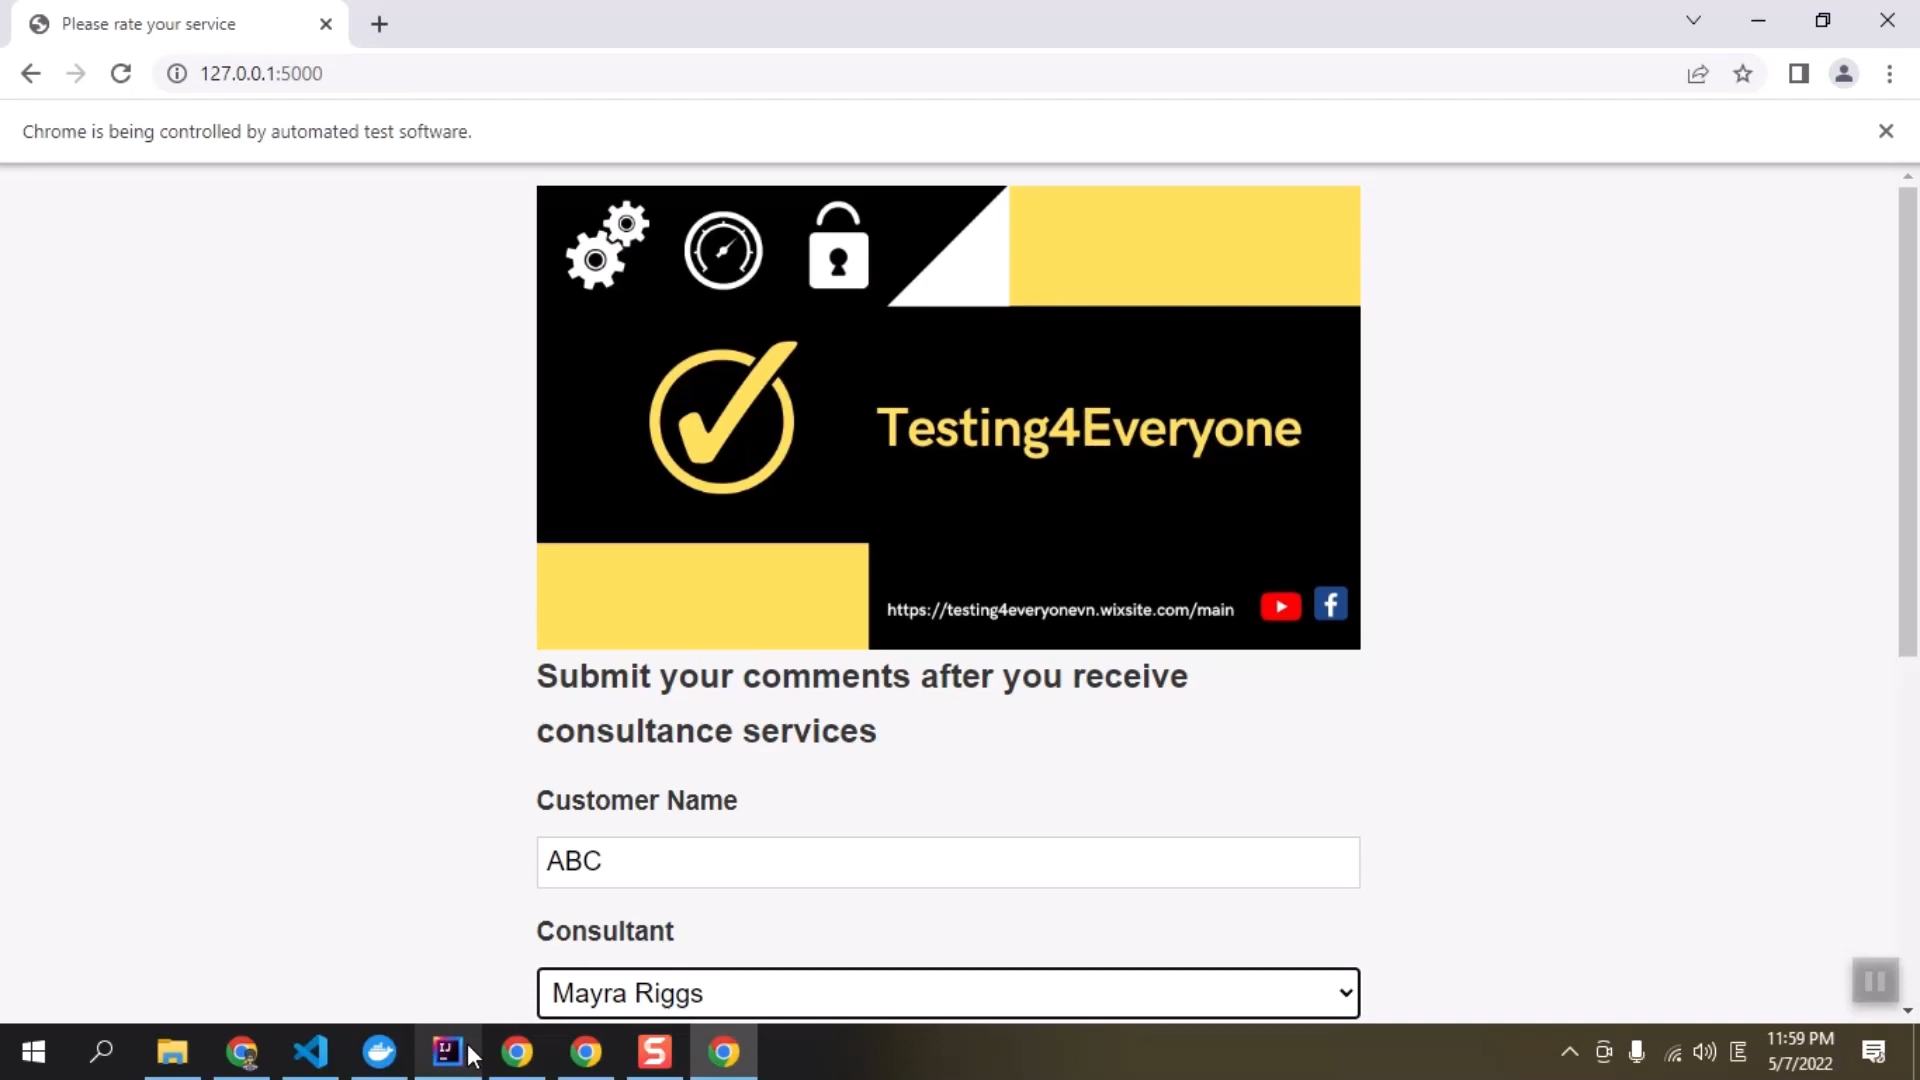 Please rate your service
127.0.0.1:5000
Chrome is being controlled by automated test software.
Testing4Everyone
https://testing4everyonevn.wixsite.com/main
Submit your comments after you receive
consultance services
Customer Name
ABC
Consultant
Mayra Riggs
11:59 PM
5/7/2022